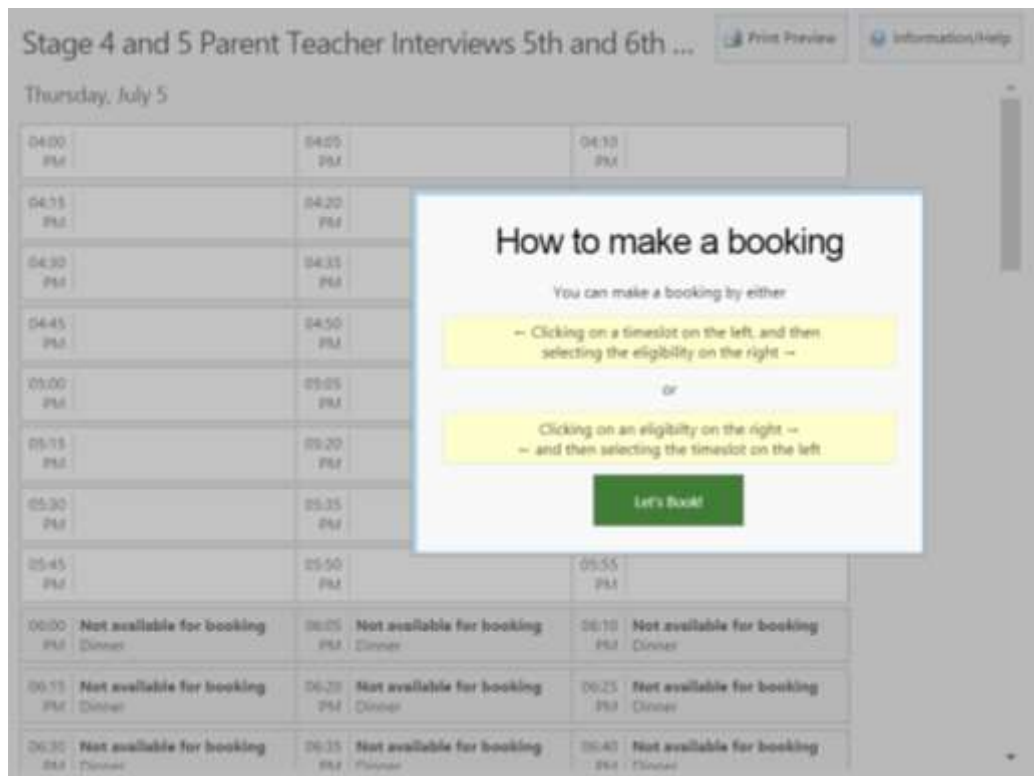 Stage 4 and 5 Parent Teacher Interviews 5th and 6th ...
Print Preview
Information/Help
Thursday, July 5
04:00 PM
04:05 PM
04:10 PM
04:15 PM
04:20 PM
How to make a booking
You can make a booking by either
← Clicking on a timeslot on the left, and then
selecting the eligibility on the right →
or
Clicking on an eligibilty on the right →
← and then selecting the timeslot on the left
Let's Book!
04:30 PM
04:35 PM
04:45 PM
04:50 PM
05:00 PM
05:05 PM
05:15 PM
05:20 PM
05:30 PM
05:35 PM
05:45 PM
05:50 PM
05:55 PM
06:00 PM Not available for booking
Dinner
06:05 PM Not available for booking
Dinner
06:10 PM Not available for booking
Dinner
06:15 PM Not available for booking
Dinner
06:20 PM Not available for booking
Dinner
06:25 PM Not available for booking
Dinner
06:30 PM Not available for booking
Dinner
06:35 PM Not available for booking
Dinner
06:40 PM Not available for booking
Dinner